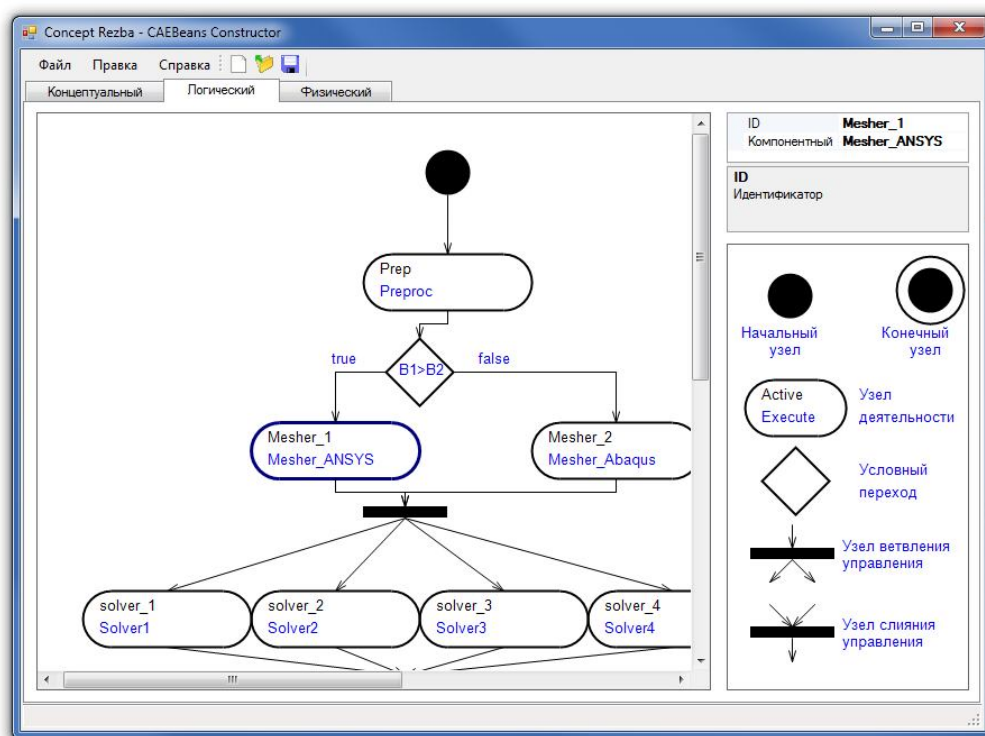 Concept Rezba - CAEBeans Constructor
Файл Правка Справка
Концептуальный Логический Физический
ID Mesher_1
Компонентный Mesher_ANSYS
ID
Идентификатор
Prep
Preproc
true
B1>B2
false
Mesher_1
Mesher_ANSYS
Mesher_2
Mesher_Abaqus
solver_1
Solver1
solver_2
Solver2
solver_3
Solver3
solver_4
Solver4
Начальный
узел
Конечный
узел
Active
Execute
Узел
деятельности
Условный
переход
Узел ветвления
управления
Узел слияния
управления